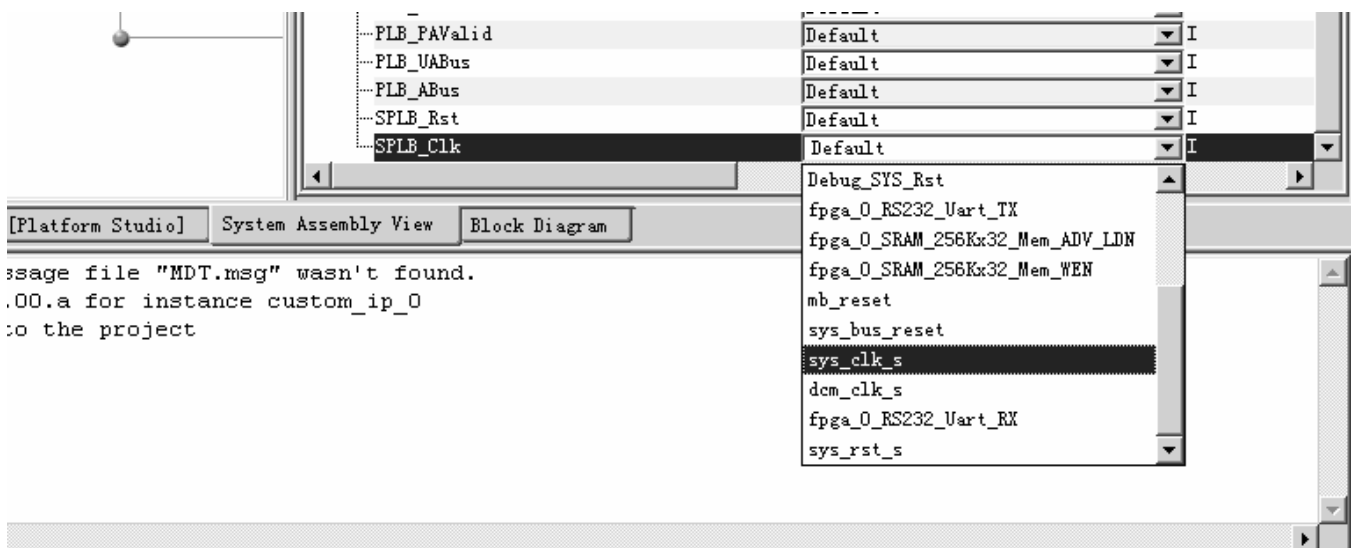 PLB_PAValid Default I
PLB_UABus Default I
PLB_ABus Default I
SPLB_Rst Default I
SPLB_Clk Default I
Debug_SYS_Rst
fpga_0_RS232_Uart_TX
fpga_0_SRAM_256Kx32_Mem_ADV_LDN
fpga_0_SRAM_256Kx32_Mem_WEN
mb_reset
sys_bus_reset
sys_clk_s
dcm_clk_s
fpga_0_RS232_Uart_RX
sys_rst_s
[Platform Studio] System Assembly View Block Diagram
ssage file "MDT.msg" wasn't found.
.00.a for instance custom_ip_0
to the project